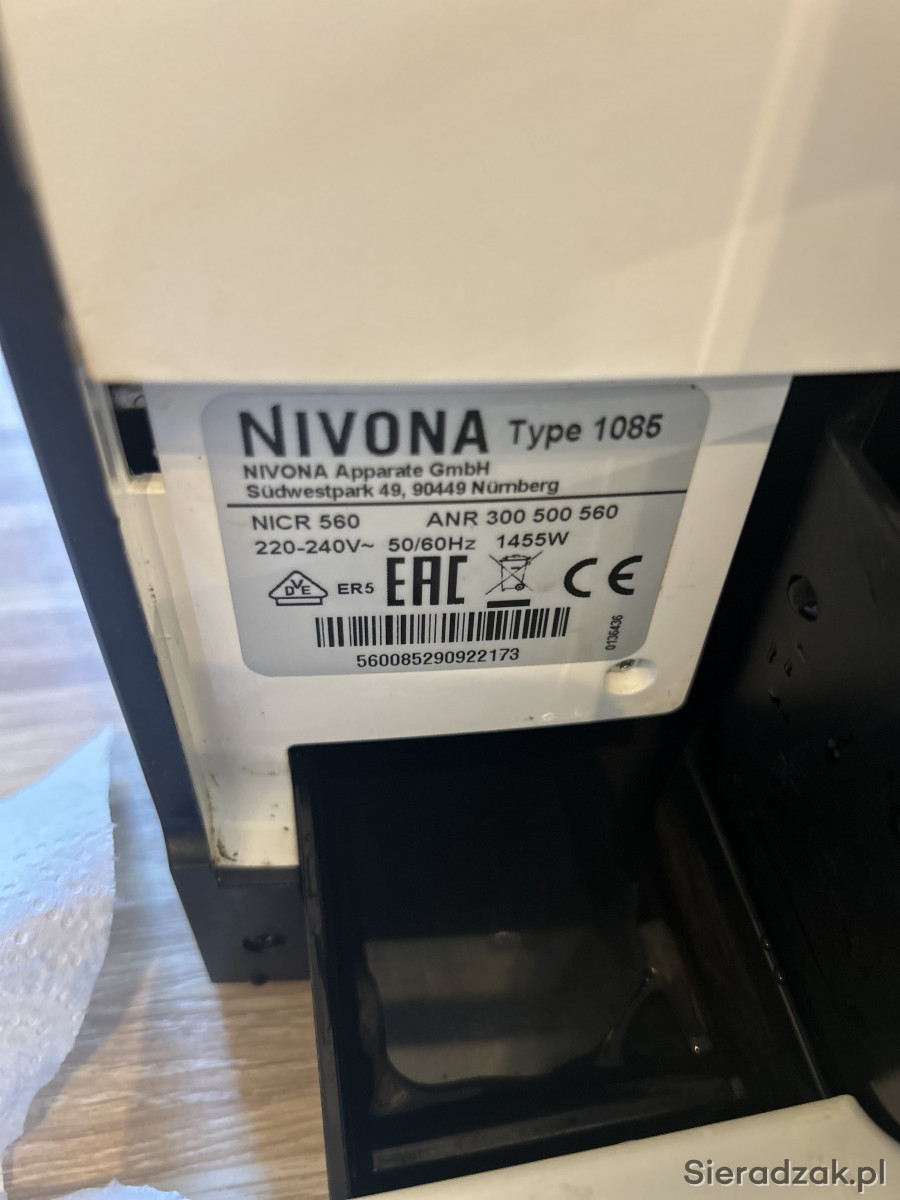 NIVONA Type 1085
NIVONA Apparate GmbH
Südwestpark 49, 90449 Nürnberg
NICR 560 ANR 300 500 560
220-240V~ 50/60Hz 1455W
DVE ER5 EAC CE
0136436
560085290922173
Sieradzak.pl